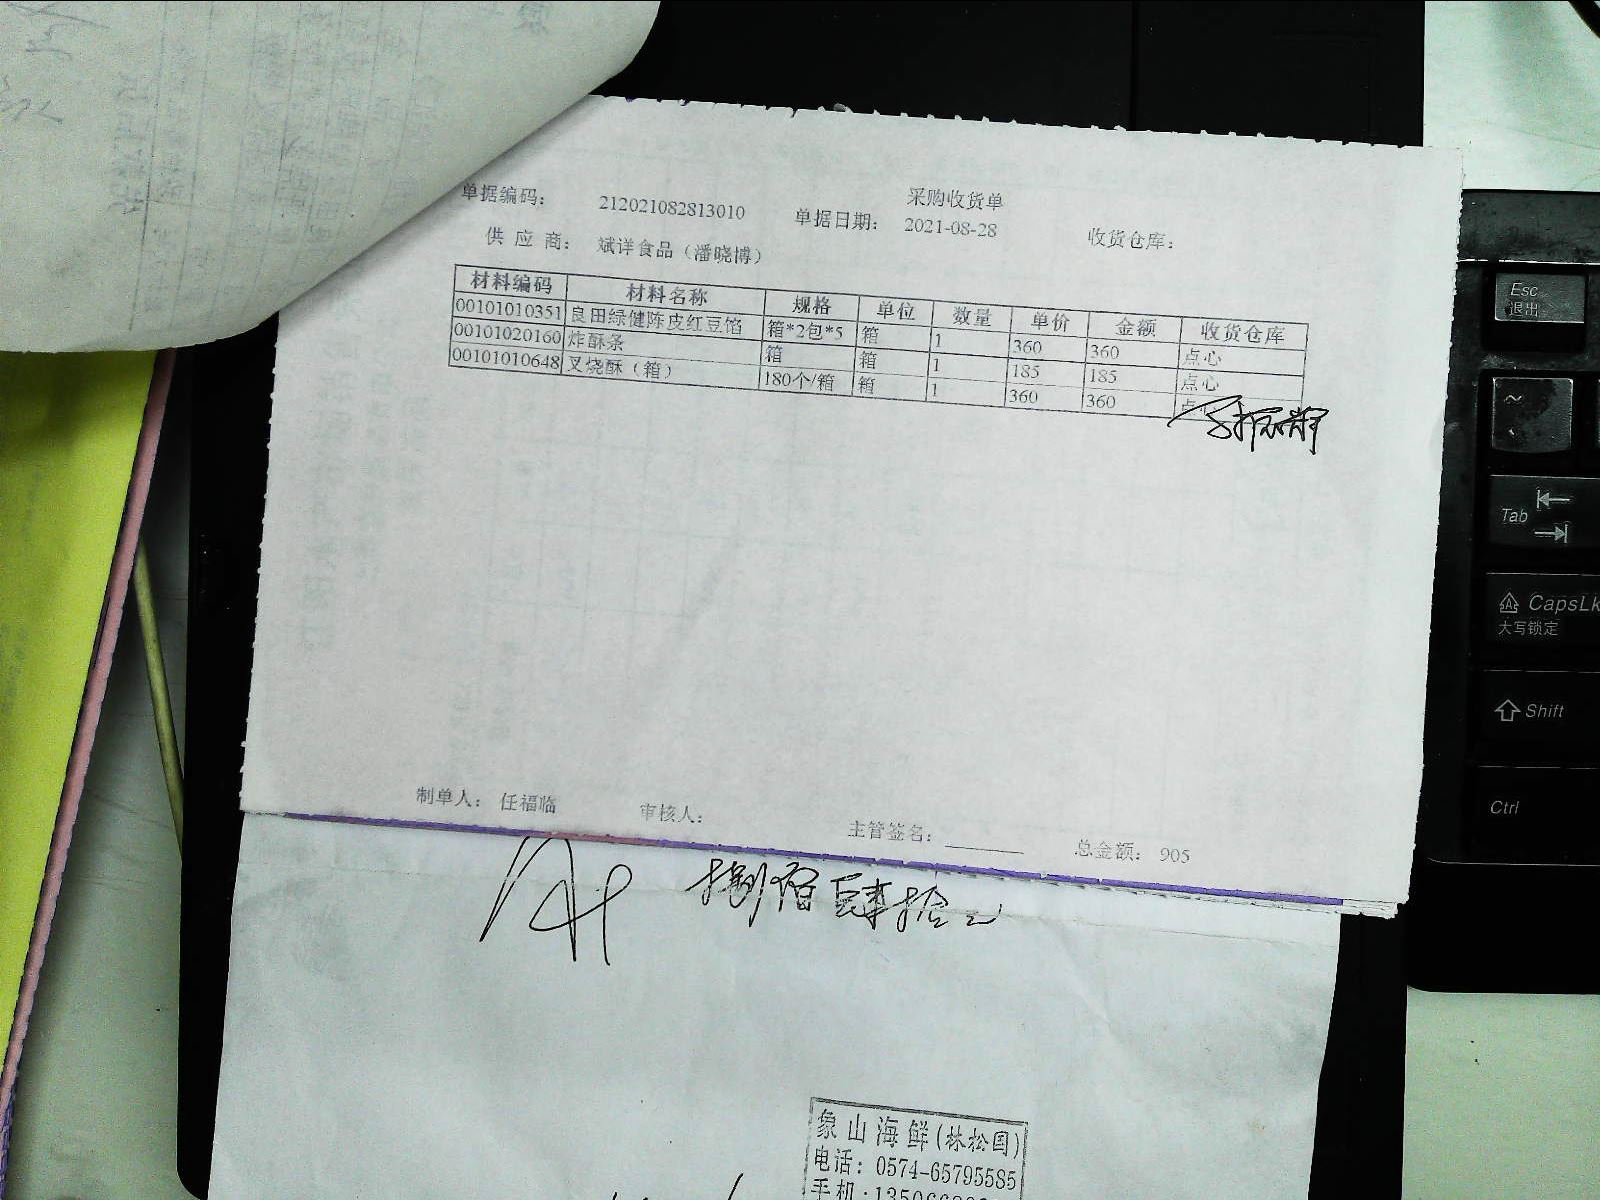 采购收货单
单据编码： 212021082813010 单据日期： 2021-08-28 收货仓库：
供 应 商： 斌详食品（潘晓博）
材料编码 材料名称 规格 单位 数量 单价 金额 收货仓库
00101010351 良田绿健陈皮红豆馅 箱*2包*5 箱 1 360 360 点心
00101020160 炸酥条 箱 箱 1 185 185 点心
00101010648 叉烧酥（箱） 180个/箱 箱 1 360 360 点
制单人： 任福临 审核人： 主管签名： 总金额： 905
捌佰肆拾元
象山海鲜(林松国)
电话：0574-65795585
手机:135066
Esc
退出
~
Tab
CapsLk
大写锁定
Shift
Ctrl